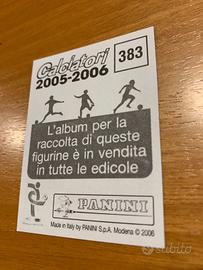 Calciatori
2005-2006
383
L'album per la
raccolta di queste
figurine è in vendita
in tutte le edicole
PANINI
Made in Italy by PANINI S.p.A. Modena © 2006
subito